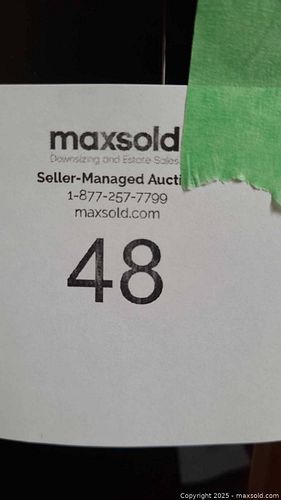 maxsold
Downsizing and Estate Sales
Seller-Managed Aucti
1-877-257-7799
maxsold.com
48
Copyright 2025 - maxsold.com